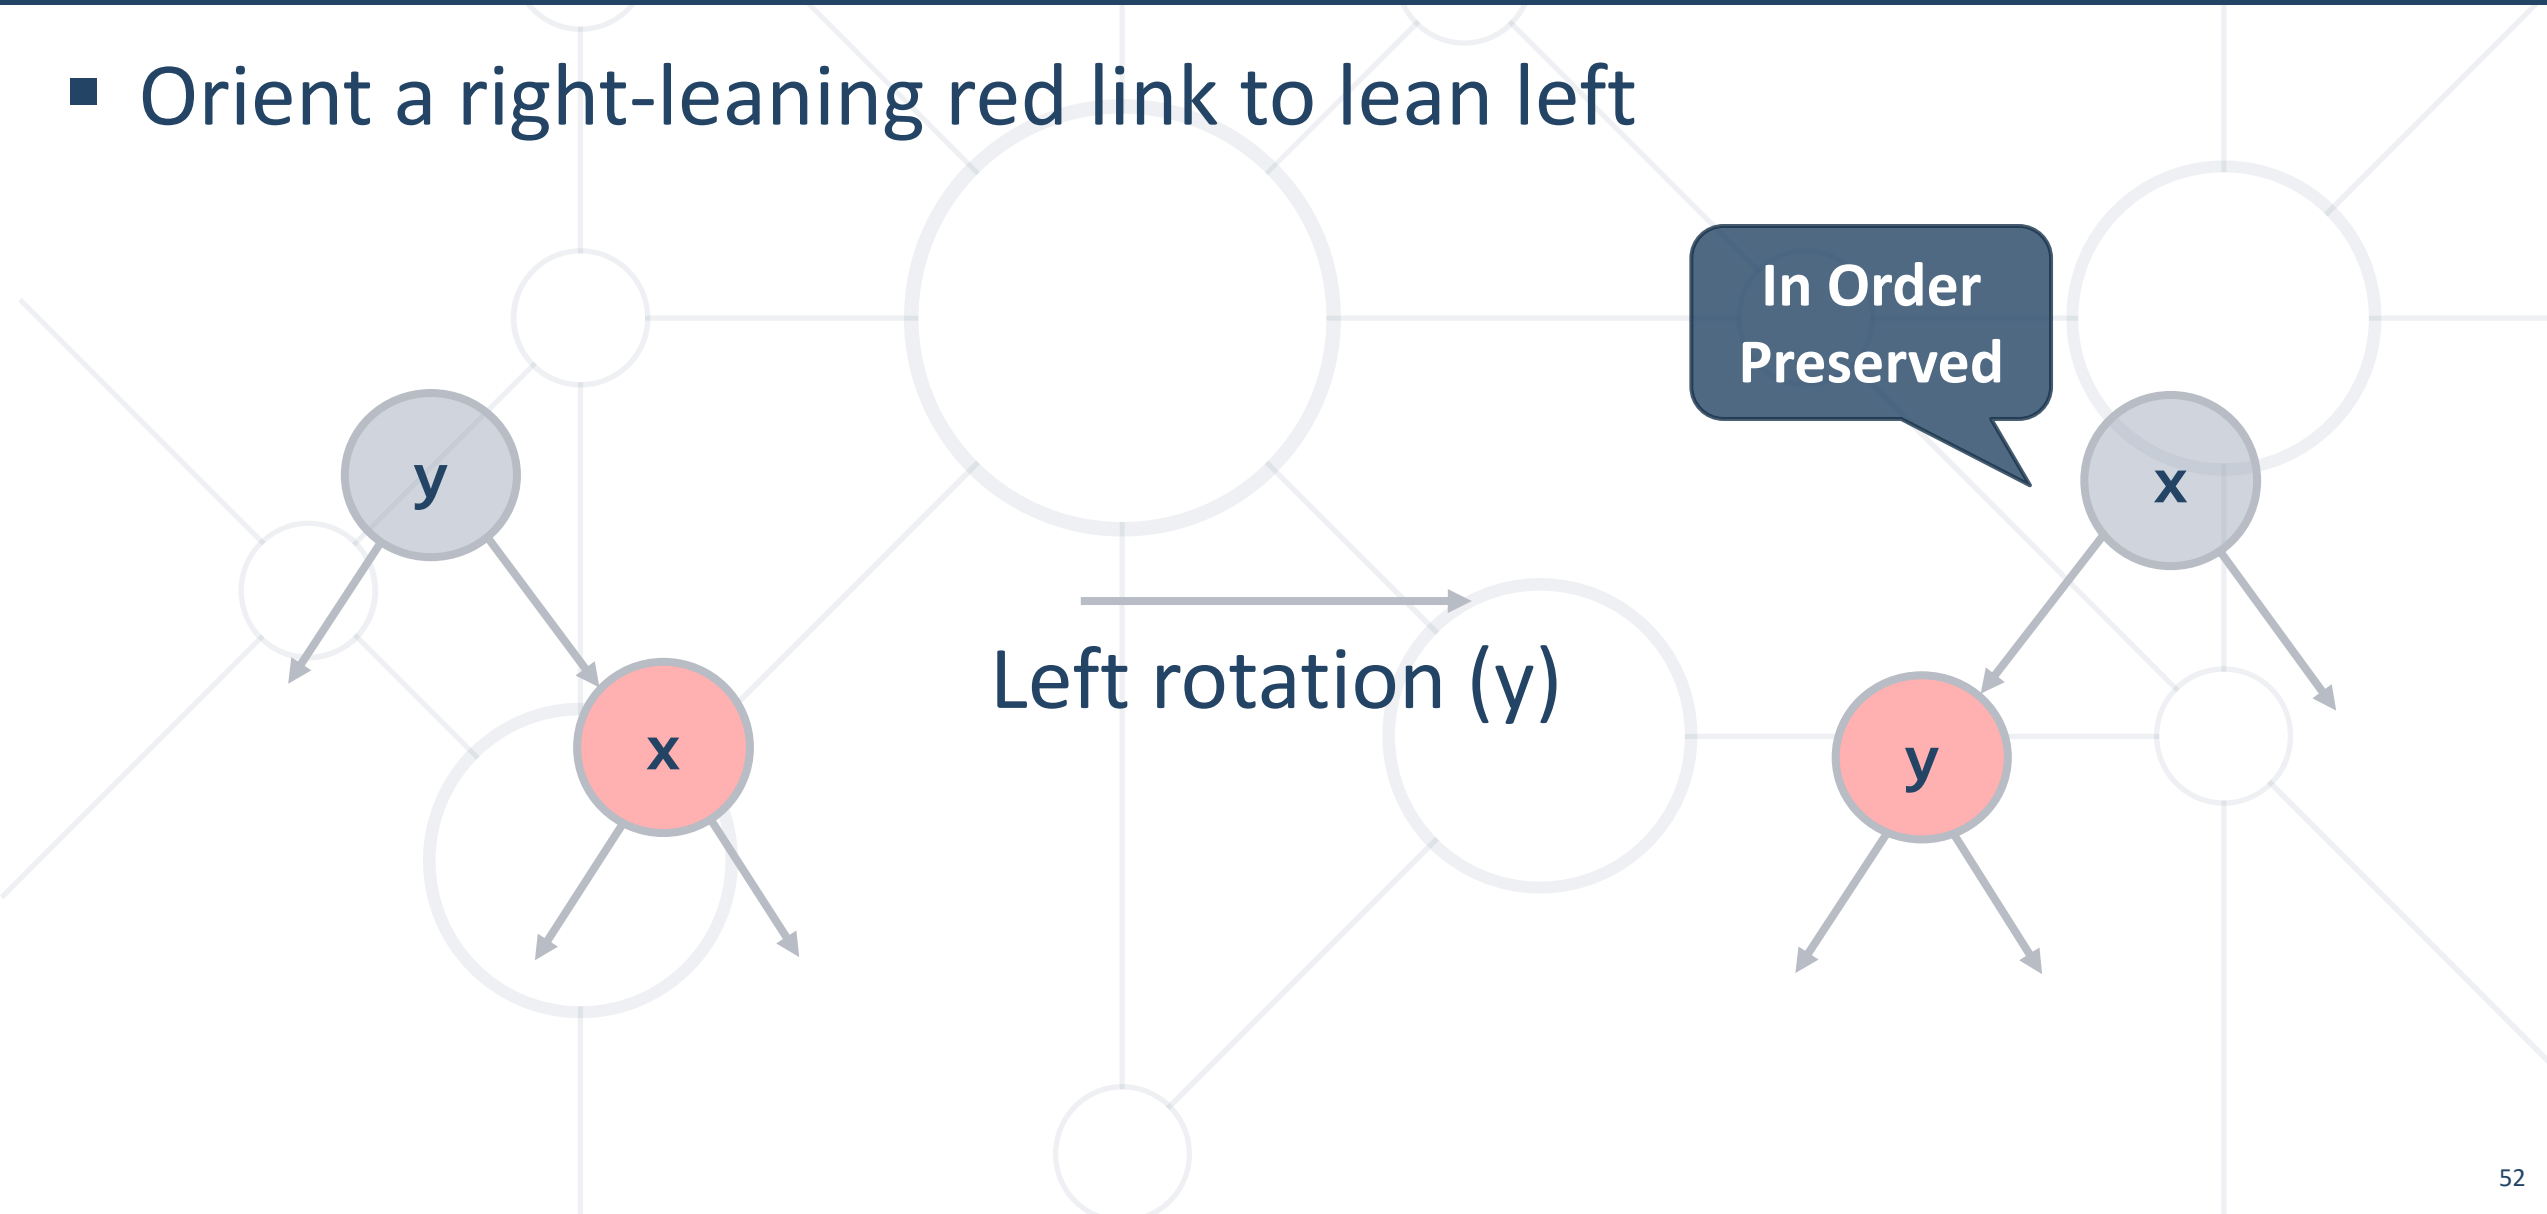 ▪ Orient a right-leaning red link to lean left
In Order
Preserved
y
x
x
Left rotation (y)
y
52